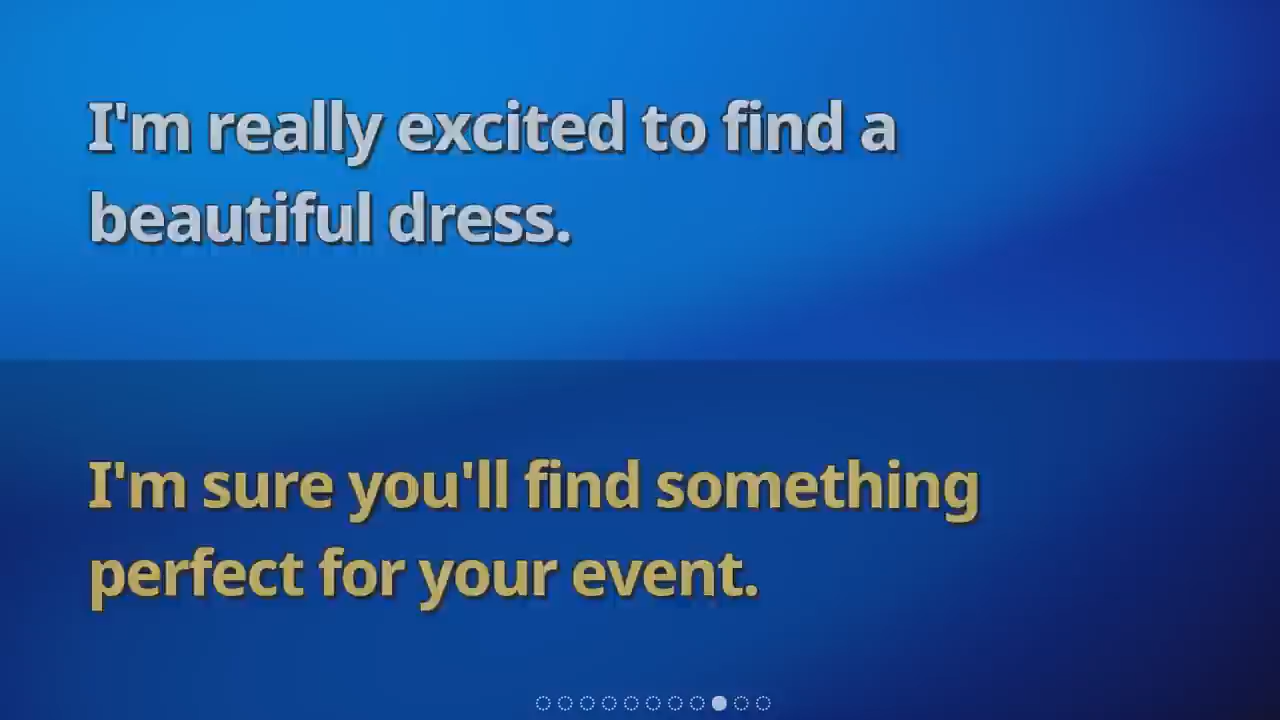 I'm really excited to find a
beautiful dress.
I'm sure you'll find something
perfect for your event.